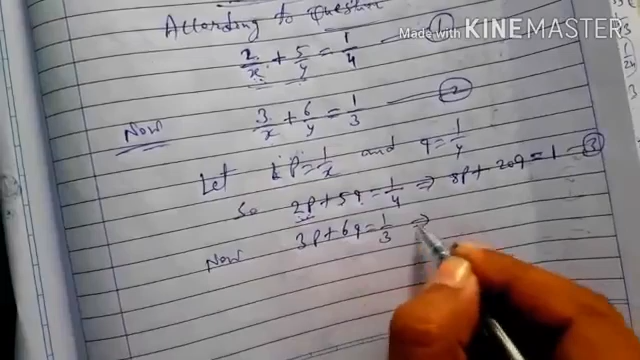 According to Question
Made with KINEMASTER
2/x + 5/y = 1/4 — 1
Now 3/x + 6/y = 1/3 — 2
Let P = 1/x and q = 1/y
So 2P + 5q = 1/4 ⇒ 8P + 20q = 1 — 3
Now 3P + 6q = 1/3 ⇒